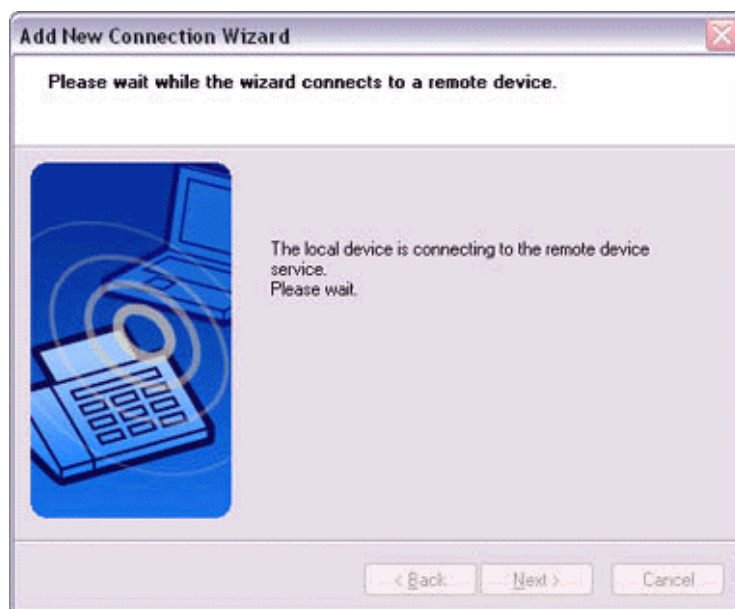 Add New Connection Wizard
Please wait while the wizard connects to a remote device.
The local device is connecting to the remote device
service.
Please wait.
< Back
Next >
Cancel